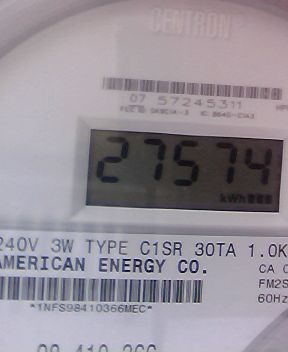 CENTRON®
07 57245311
27574
kWh
240V 3W TYPE C1SR 30TA 1.0K
AMERICAN ENERGY CO.
CA 0
FM2S
60Hz
*1NFS98410366MEC*